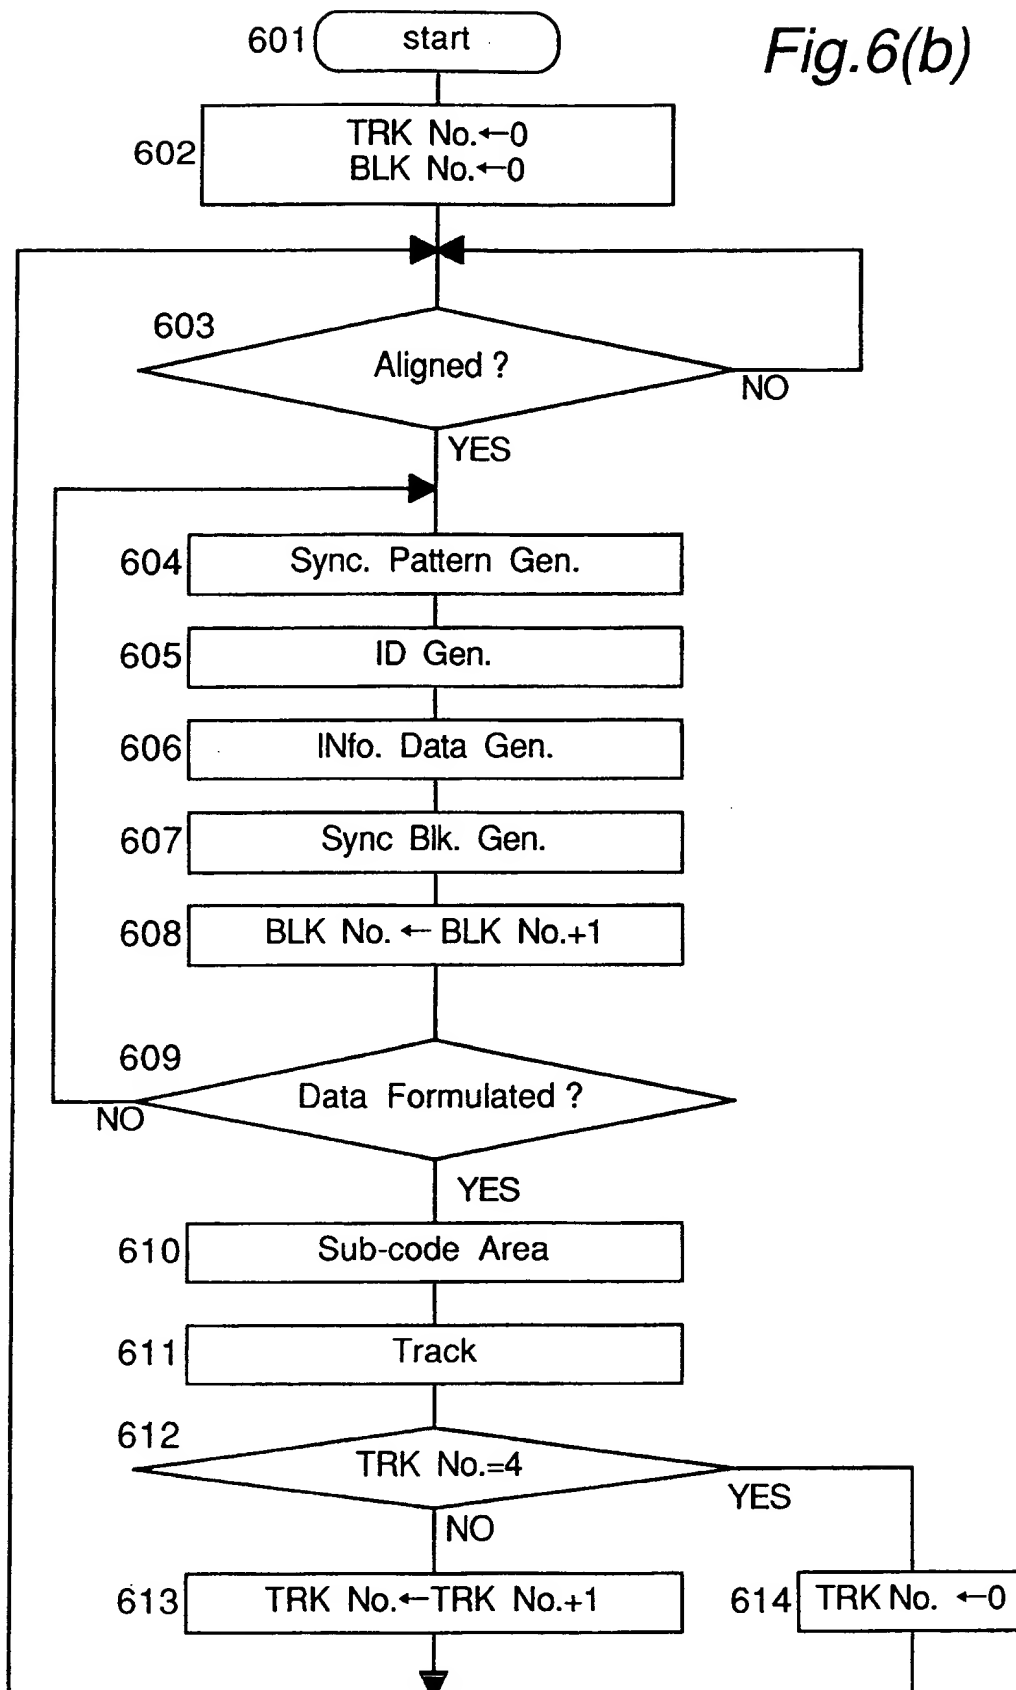 Fig.6(b)
601 start
602 TRK No.←0
BLK No.←0
603 Aligned ?
NO
YES
604 Sync. Pattern Gen.
605 ID Gen.
606 INfo. Data Gen.
607 Sync Blk. Gen.
608 BLK No. ← BLK No.+1
609 Data Formulated ?
NO
YES
610 Sub-code Area
611 Track
612 TRK No.=4
YES
NO
613 TRK No.←TRK No.+1
614 TRK No. ←0